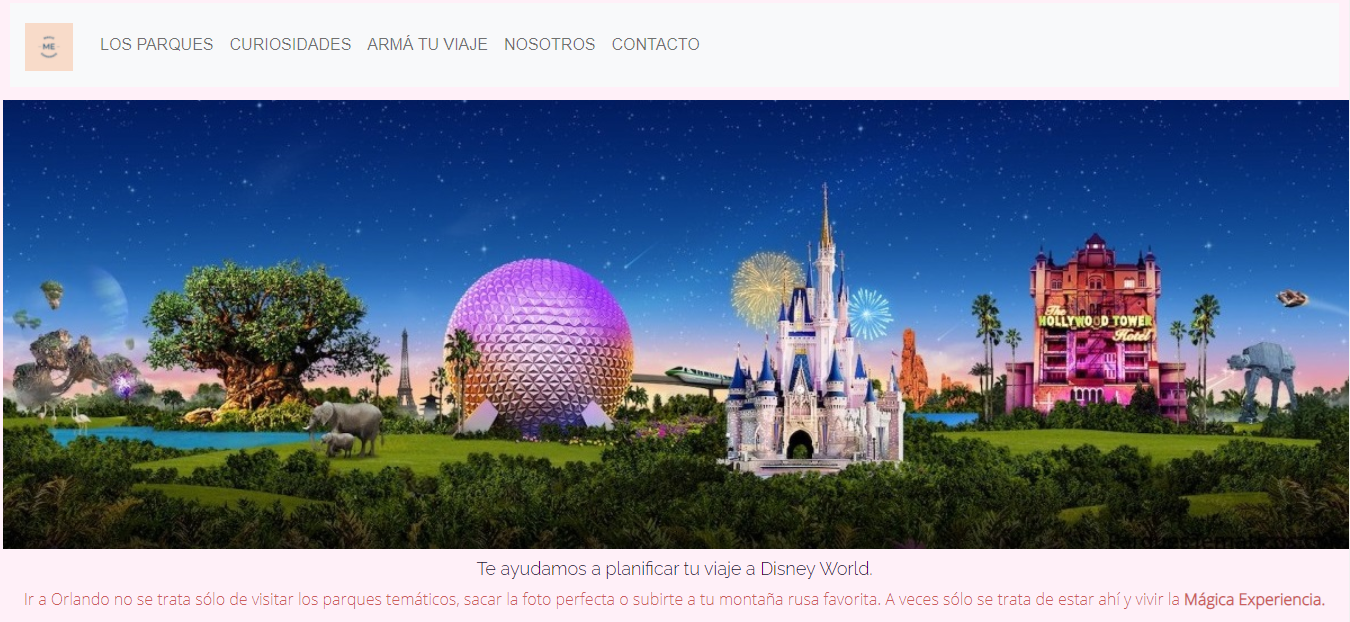 ME
LOS PARQUES CURIOSIDADES ARMÁ TU VIAJE NOSOTROS CONTACTO
The
HOLLYWOOD TOWER
Hotel
Te ayudamos a planificar tu viaje a Disney World.
Ir a Orlando no se trata sólo de visitar los parques temáticos, sacar la foto perfecta o subirte a tu montaña rusa favorita. A veces sólo se trata de estar ahí y vivir la Mágica Experiencia.